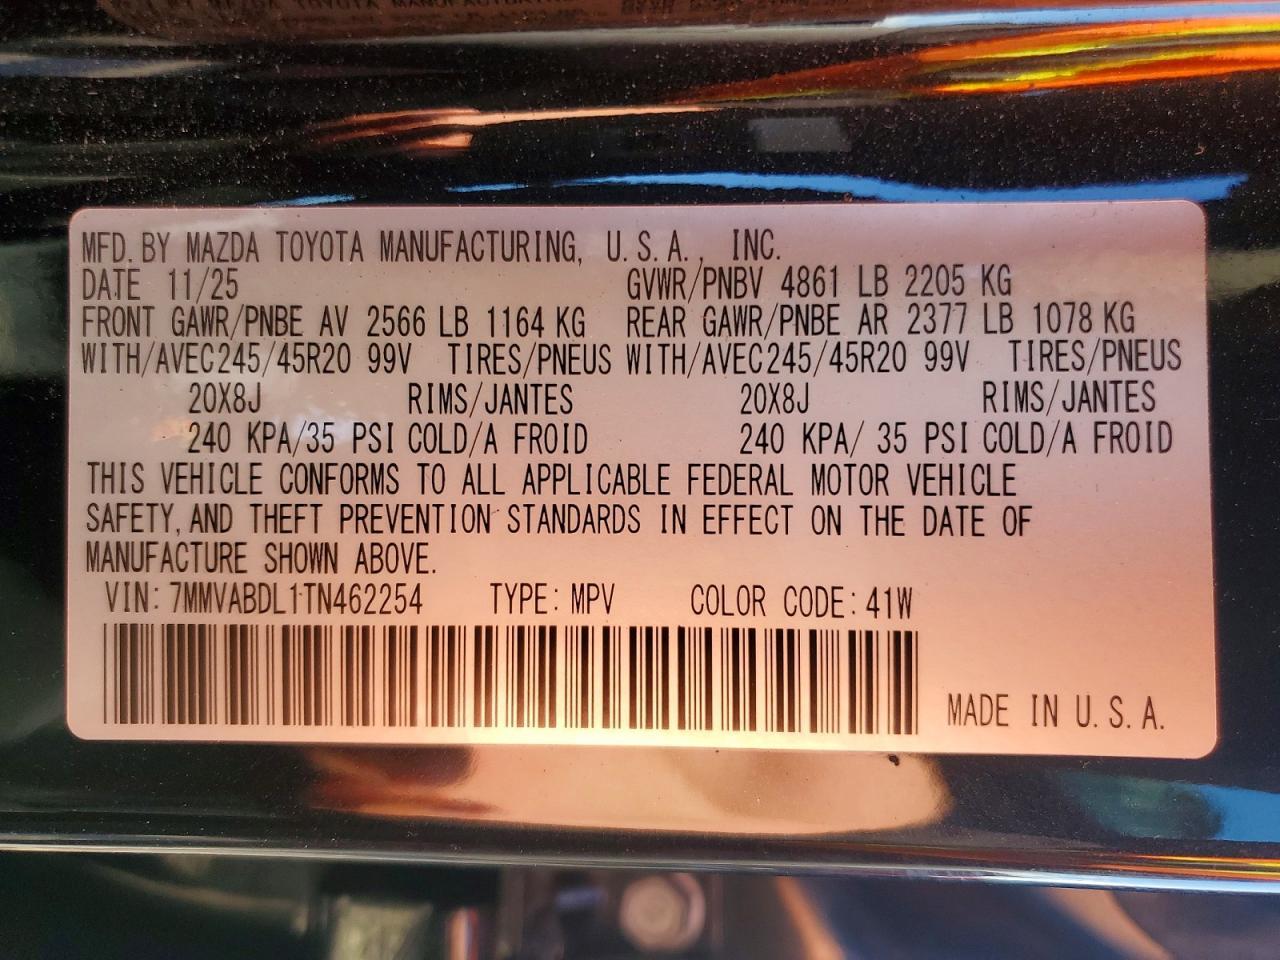 MAZDA TOYOTA MANUFACTURING
MFD. BY MAZDA TOYOTA MANUFACTURING, U.S.A., INC.
DATE 11/25 GVWR/PNBV 4861 LB 2205 KG
FRONT GAWR/PNBE AV 2566 LB 1164 KG REAR GAWR/PNBE AR 2377 LB 1078 KG
WITH/AVEC245/45R20 99V TIRES/PNEUS WITH/AVEC245/45R20 99V TIRES/PNEUS
20X8J RIMS/JANTES 20X8J RIMS/JANTES
240 KPA/35 PSI COLD/A FROID 240 KPA/ 35 PSI COLD/A FROID
THIS VEHICLE CONFORMS TO ALL APPLICABLE FEDERAL MOTOR VEHICLE
SAFETY, AND THEFT PREVENTION STANDARDS IN EFFECT ON THE DATE OF
MANUFACTURE SHOWN ABOVE.
VIN: 7MMVABDL1TN462254 TYPE: MPV COLOR CODE: 41W
MADE IN U.S.A.